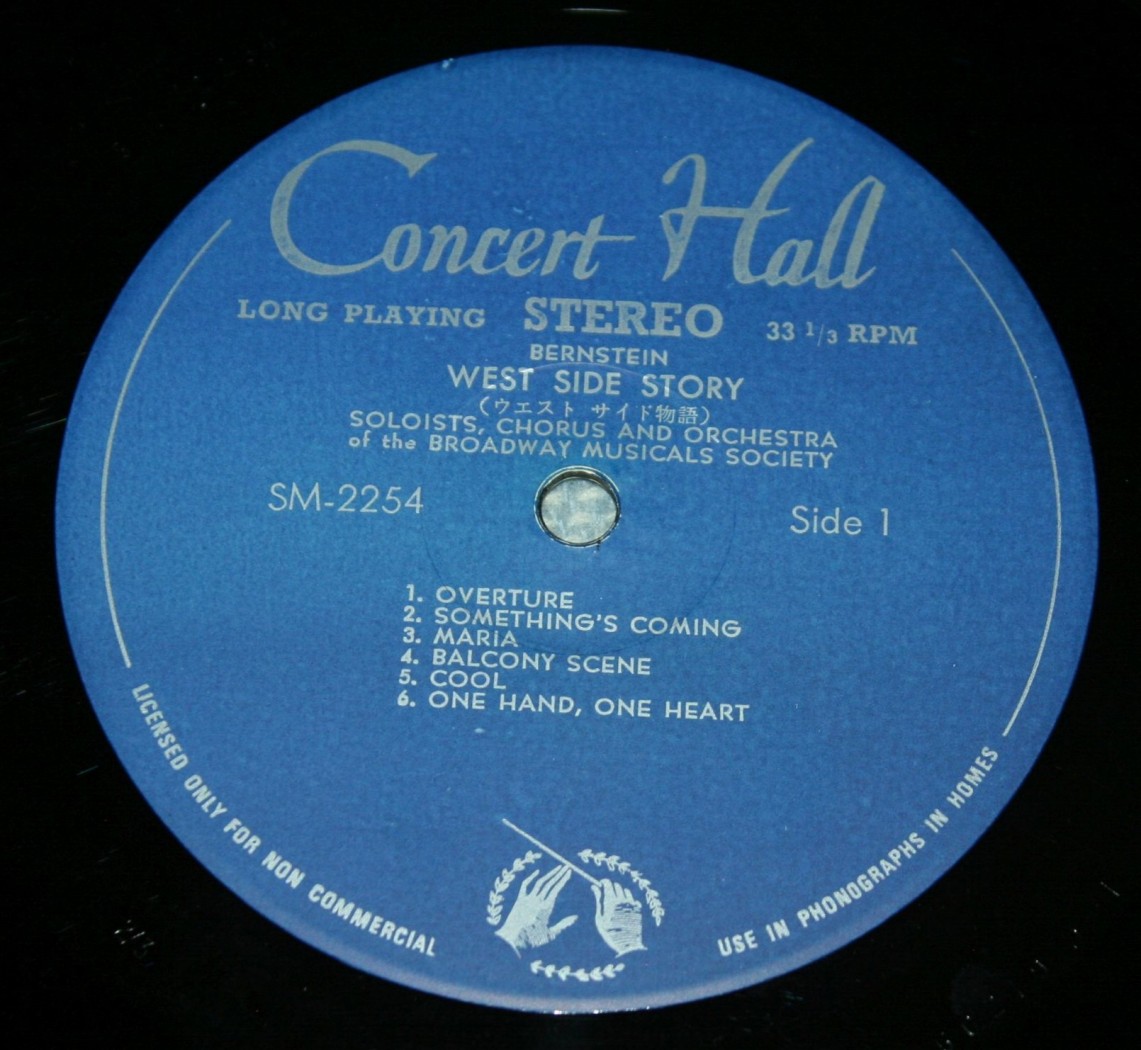 Concert Hall
LONG PLAYING STEREO 33 1/3 RPM
BERNSTEIN
WEST SIDE STORY
(ウエスト サイド物語)
SOLOISTS, CHORUS AND ORCHESTRA
of the BROADWAY MUSICALS SOCIETY
SM-2254 Side 1
1. OVERTURE
2. SOMETHING'S COMING
3. MARIA
4. BALCONY SCENE
5. COOL
6. ONE HAND, ONE HEART
LICENSED ONLY FOR NON COMMERCIAL USE IN PHONOGRAPHS IN HOMES